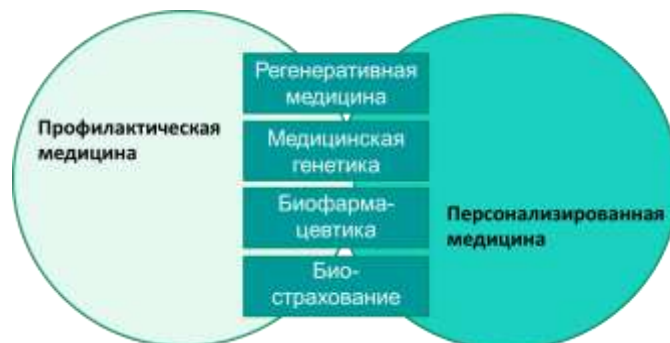 Профилактическая
медицина
Регенеративная
медицина
Медицинская
генетика
Биофарма-
цевтика
Био-
страхование
Персонализированная
медицина